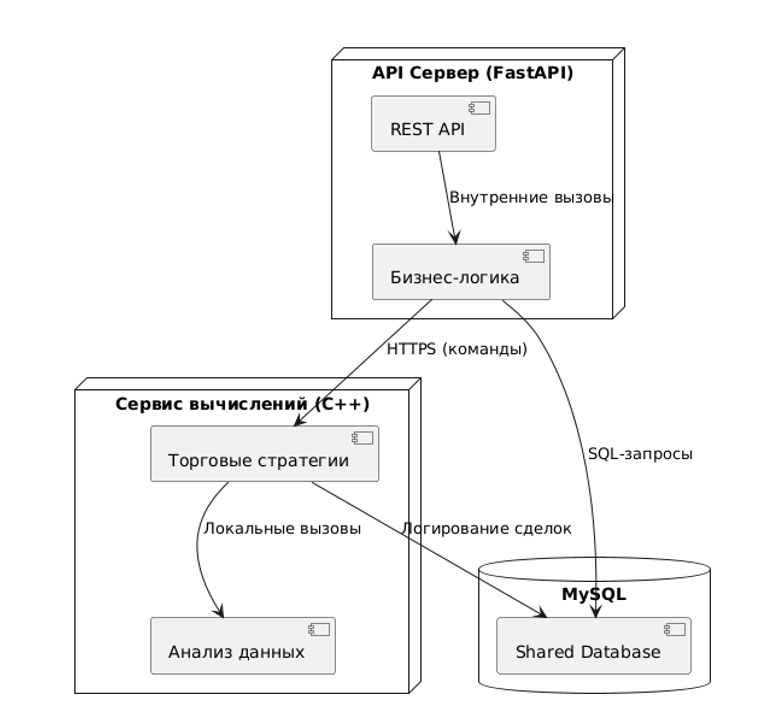 API Сервер (FastAPI)
REST API
Внутренние вызовы
Бизнес-логика
HTTPS (команды)
Сервис вычислений (C++)
Торговые стратегии
SQL-запросы
Локальные вызовы
Логирование сделок
MySQL
Анализ данных
Shared Database